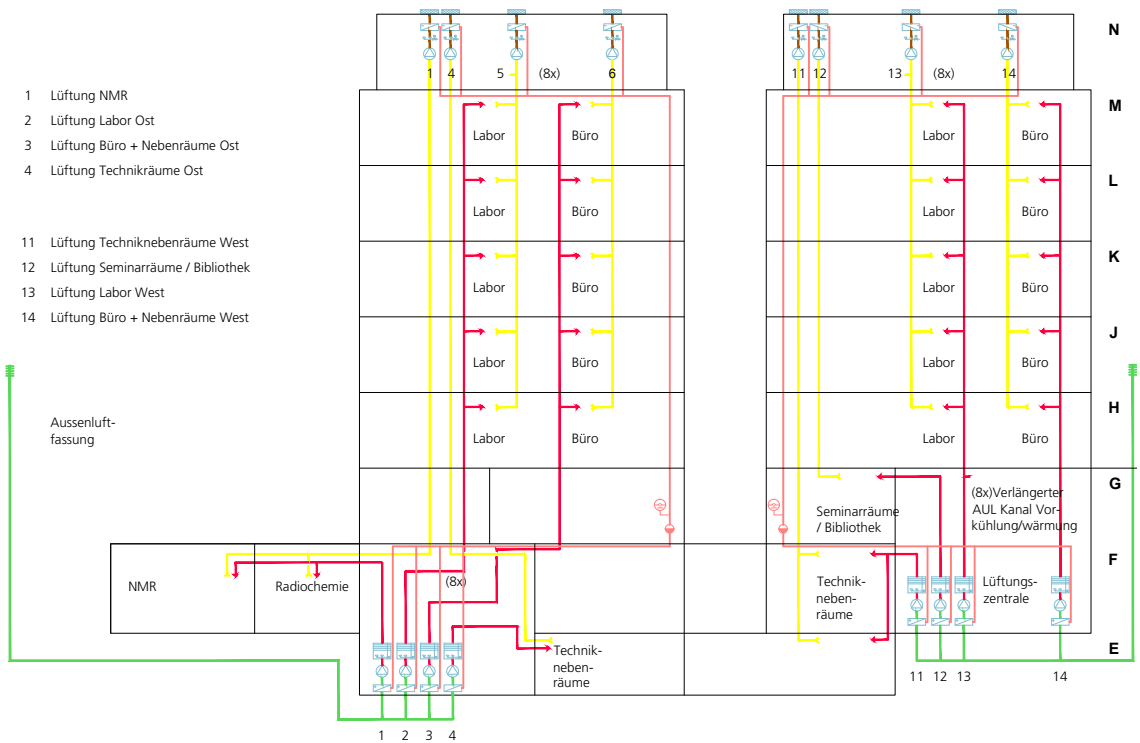 N
1 4 5 (8x) 6
11 12 13 (8x) 14
1 Lüftung NMR
2 Lüftung Labor Ost
3 Lüftung Büro + Nebenräume Ost
4 Lüftung Technikräume Ost
11 Lüftung Techniknebenräume West
12 Lüftung Seminarräume / Bibliothek
13 Lüftung Labor West
14 Lüftung Büro + Nebenräume West
M
Labor Büro Labor Büro
L
Labor Büro Labor Büro
K
Labor Büro Labor Büro
J
Labor Büro Labor Büro
H
Labor Büro Labor Büro
Aussenluft-
fassung
G
Seminarräume
/ Bibliothek
(8x)Verlängerter
AUL Kanal Vor-
kühlung/wärmung
F
NMR
Radiochemie
(8x)
Technik-
neben-
räume
Lüftungs-
zentrale
E
Technik-
neben-
räume
11 12 13 14
1 2 3 4